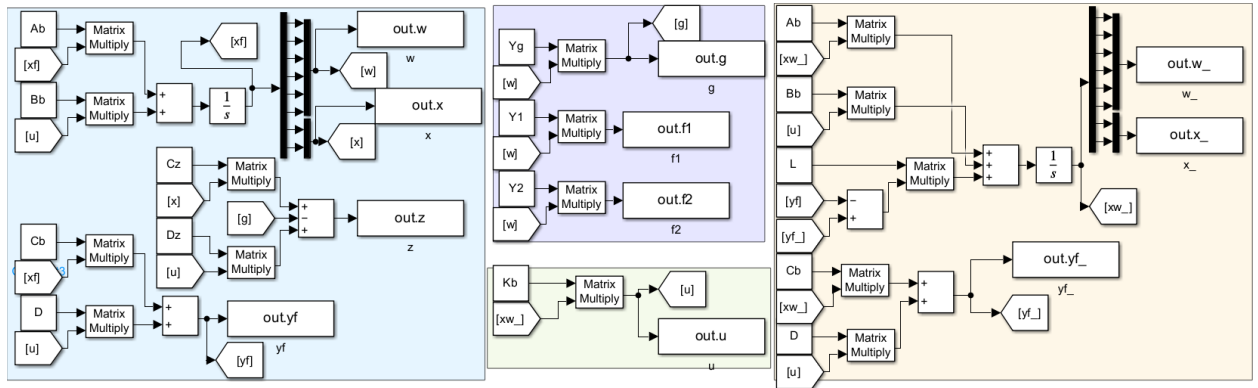 Ab
Matrix
Multiply
[xf]
Bb
Matrix
Multiply
[u]
+
+
1
s
[xf]
out.w
w
[w]
out.x
x
[x]
Cz
Matrix
Multiply
[x]
[g]
Dz
Matrix
Multiply
[u]
+
−
+
out.z
z
Cb
Matrix
Multiply
[xf]
D
Matrix
Multiply
[u]
+
+
out.yf
yf
[yf]
Yg
Matrix
Multiply
[w]
[g]
out.g
g
Y1
Matrix
Multiply
[w]
out.f1
f1
Y2
Matrix
Multiply
[w]
out.f2
f2
Kb
Matrix
Multiply
[xw_]
[u]
out.u
u
Ab
Matrix
Multiply
[xw_]
Bb
Matrix
Multiply
[u]
L
Matrix
Multiply
[yf]
−
+
[yf_]
+
+
+
1
s
out.w_
w_
out.x_
x_
[xw_]
Cb
Matrix
Multiply
[xw_]
D
Matrix
Multiply
[u]
+
+
out.yf_
yf_
[yf_]